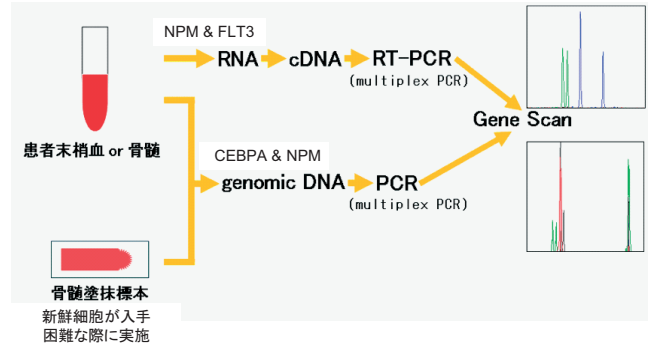 NPM & FLT3
RNA
cDNA
RT-PCR
(multiplex PCR)
Gene Scan
患者末梢血 or 骨髄
CEBPA & NPM
genomic DNA
PCR
(multiplex PCR)
骨髄塗抹標本
新鮮細胞が入手
困難な際に実施